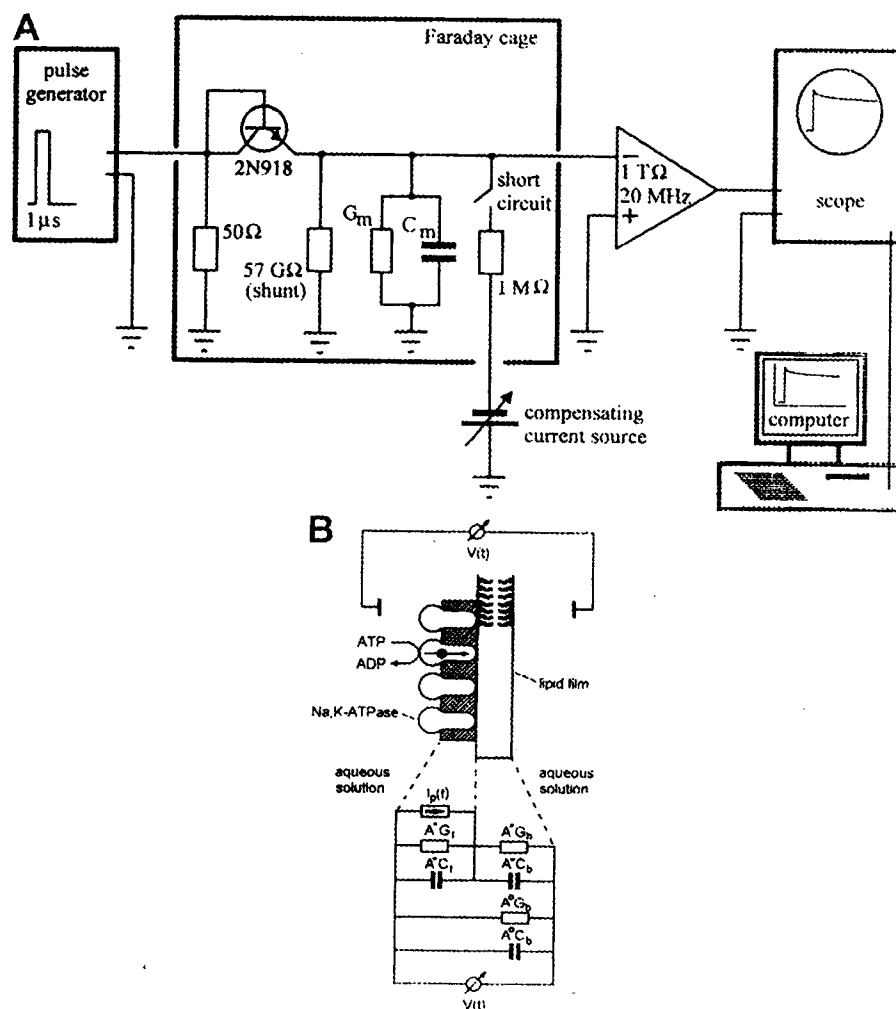 A
Faraday cage
pulse
generator
2N918
1 μs
short
circuit
1 TΩ
20 MHz
scope
−
+
50Ω
57 GΩ
(shunt)
Gm
Cm
1 MΩ
compensating
current source
computer
B
V(t)
ATP
ADP
lipid film
Na,K-ATPase
aqueous
solution
aqueous
solution
Ip(t)
A*Gf
A*Gb
A*Cf
A*Cb
A°Gb
A°Cb
V(t)